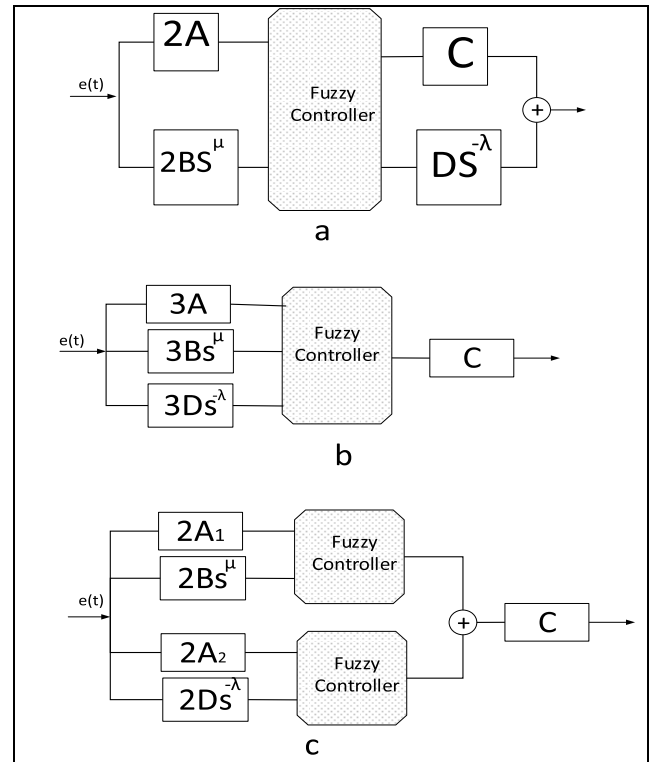 2A
C
e(t)
Fuzzy
Controller
+
2BS^μ
DS^-λ
a
3A
e(t)
3Bs^μ
Fuzzy
Controller
C
3Ds^-λ
b
2A₁
Fuzzy
Controller
2Bs^μ
e(t)
+
C
2A₂
Fuzzy
Controller
2Ds^-λ
c